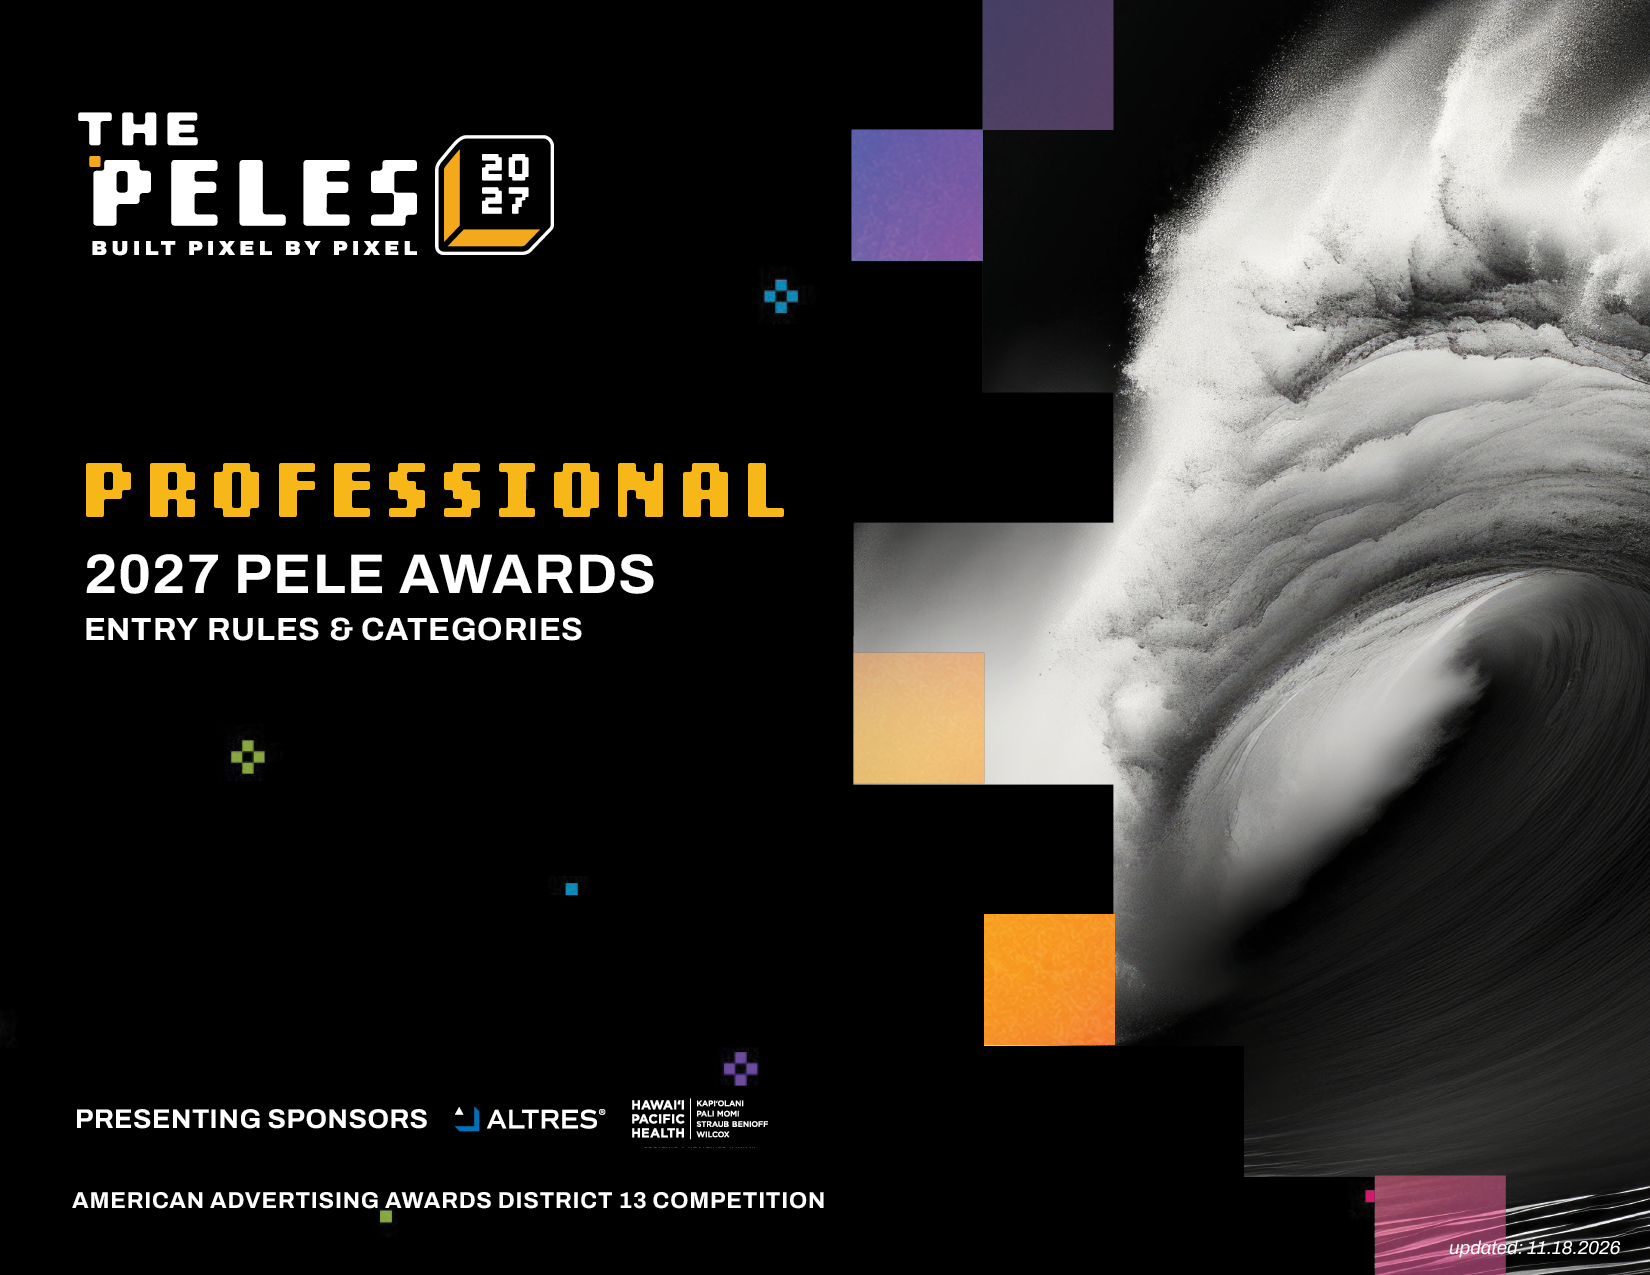 THE
PELES
BUILT PIXEL BY PIXEL
20
27
PROFESSIONAL
2027 PELE AWARDS
ENTRY RULES & CATEGORIES
PRESENTING SPONSORS
ALTRES®
HAWAIʻI
PACIFIC
HEALTH
KAPIʻOLANI
PALI MOMI
STRAUB BENIOFF
WILCOX
AMERICAN ADVERTISING AWARDS DISTRICT 13 COMPETITION
updated: 11.18.2026